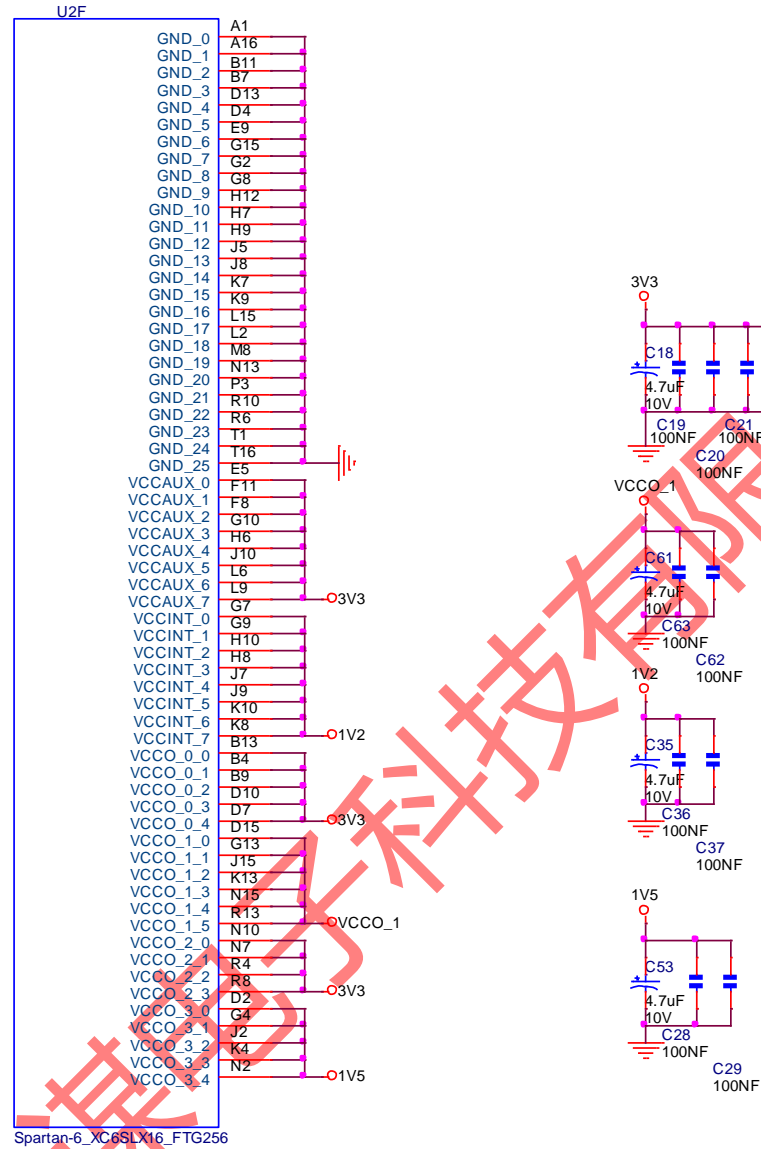 U2F
GND_0 A1
GND_1 A16
GND_2 B11
GND_3 B7
GND_4 D13
GND_5 D4
GND_6 E9
GND_7 G15
GND_8 G2
GND_9 G8
GND_10 H12
GND_11 H7
GND_12 H9
GND_13 J5
GND_14 J8
GND_15 K7
GND_16 K9
GND_17 L15
GND_18 L2
GND_19 M8
GND_20 N13
GND_21 P3
GND_22 R10
GND_23 R6
GND_24 T1
GND_25 T16
VCCAUX_0 E5
VCCAUX_1 F11
VCCAUX_2 F8
VCCAUX_3 G10
VCCAUX_4 H6
VCCAUX_5 J10
VCCAUX_6 L6
VCCAUX_7 L9 3V3
VCCINT_0 G7
VCCINT_1 G9
VCCINT_2 H10
VCCINT_3 H8
VCCINT_4 J7
VCCINT_5 J9
VCCINT_6 K10
VCCINT_7 K8 1V2
VCCO_0_0 B13
VCCO_0_1 B4
VCCO_0_2 B9
VCCO_0_3 D10
VCCO_0_4 D7 3V3
VCCO_1_0 D15
VCCO_1_1 G13
VCCO_1_2 J15
VCCO_1_3 K13
VCCO_1_4 N15
VCCO_1_5 R13 VCCO_1
VCCO_2_0 N10
VCCO_2_1 N7
VCCO_2_2 R4
VCCO_2_3 R8 3V3
VCCO_3_0 D2
VCCO_3_1 G4
VCCO_3_2 J2
VCCO_3_3 K4
VCCO_3_4 N2 1V5
Spartan-6_XC6SLX16_FTG256
3V3
C18
4.7uF
10V
C19
100NF
C20
100NF
C21
100NF
VCCO_1
C61
4.7uF
10V
C63
100NF
C62
100NF
1V2
C35
4.7uF
10V
C36
100NF
C37
100NF
1V5
C53
4.7uF
10V
C28
100NF
C29
100NF
谋电子科技有限